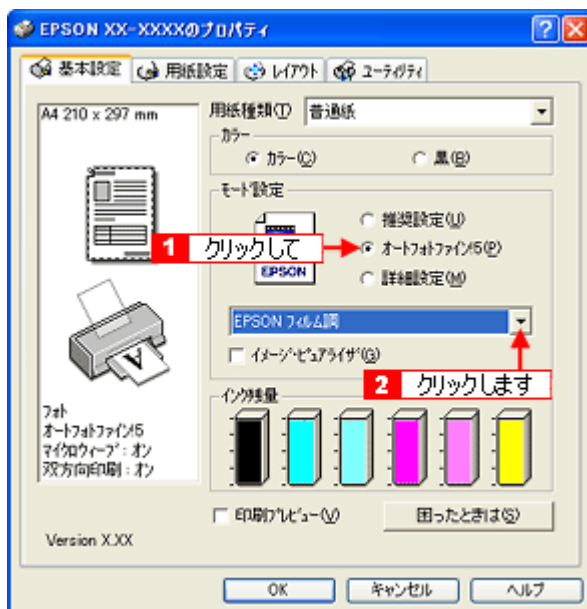 EPSON XX-XXXXのプロパティ
基本設定 用紙設定 レイアウト ユーティリティ
A4 210 x 297 mm
用紙種類(T) 普通紙
カラー
カラー(C) 黒(B)
モード設定
推奨設定(U)
1 クリックして
オートフォトファイン!5(P)
EPSON
詳細設定(M)
EPSON フィルム調
イメージ・ピュアライザ(G)
2 クリックします
インク残量
A
フォト
オートフォトファイン!5
マイクロウィーブ : オン
双方向印刷 : オン
印刷プレビュー(V) 困ったときは(S)
Version X.XX
OK キャンセル ヘルプ